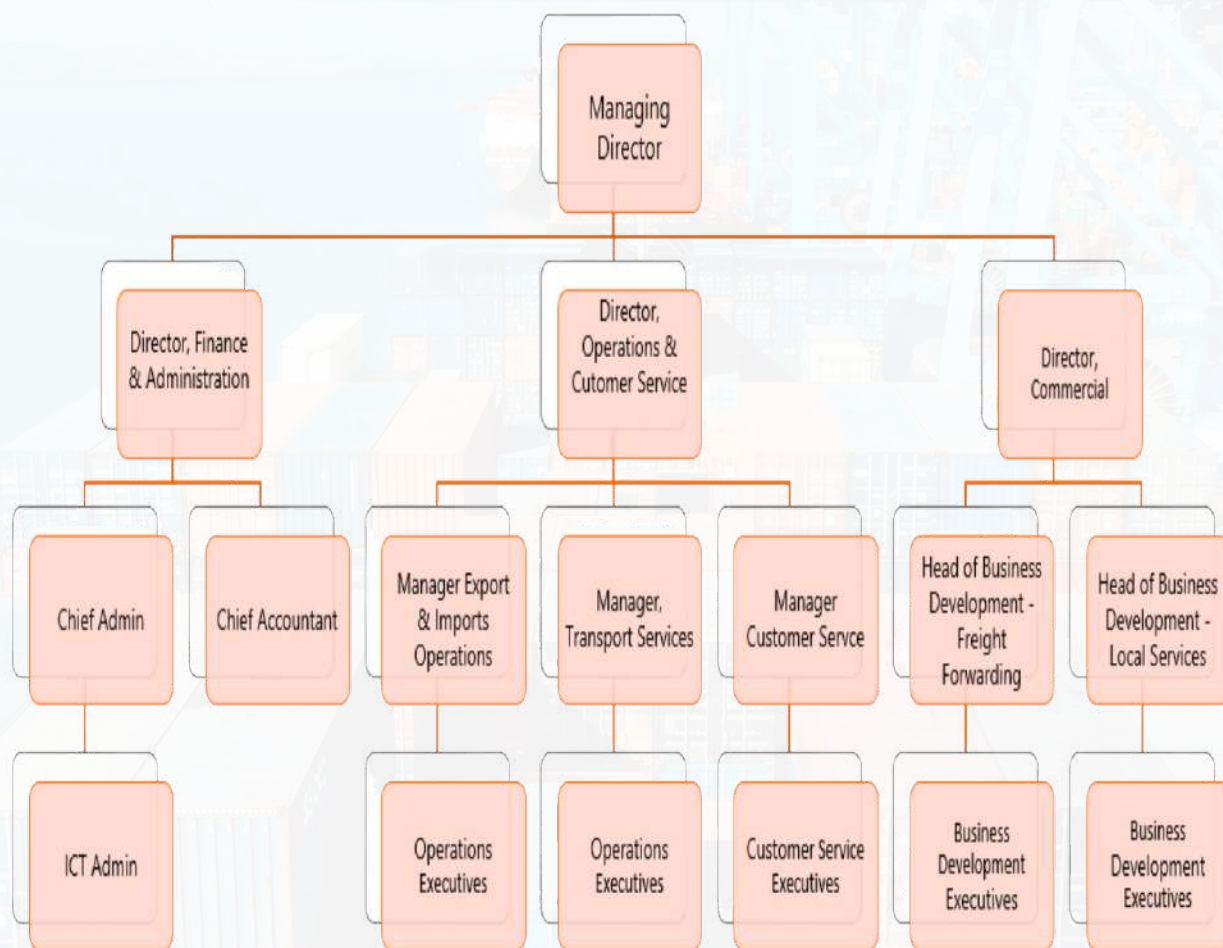 Managing
Director
Director, Finance
& Administration
Director,
Operations &
Cutomer Service
Director,
Commercial
Chief Admin
Chief Accountant
Manager Export
& Imports
Operations
Manager,
Transport Services
Manager
Customer Servce
Head of Business
Development -
Freight
Forwarding
Head of Business
Development -
Local Services
ICT Admin
Operations
Executives
Operations
Executives
Customer Service
Executives
Business
Development
Executives
Business
Development
Executives